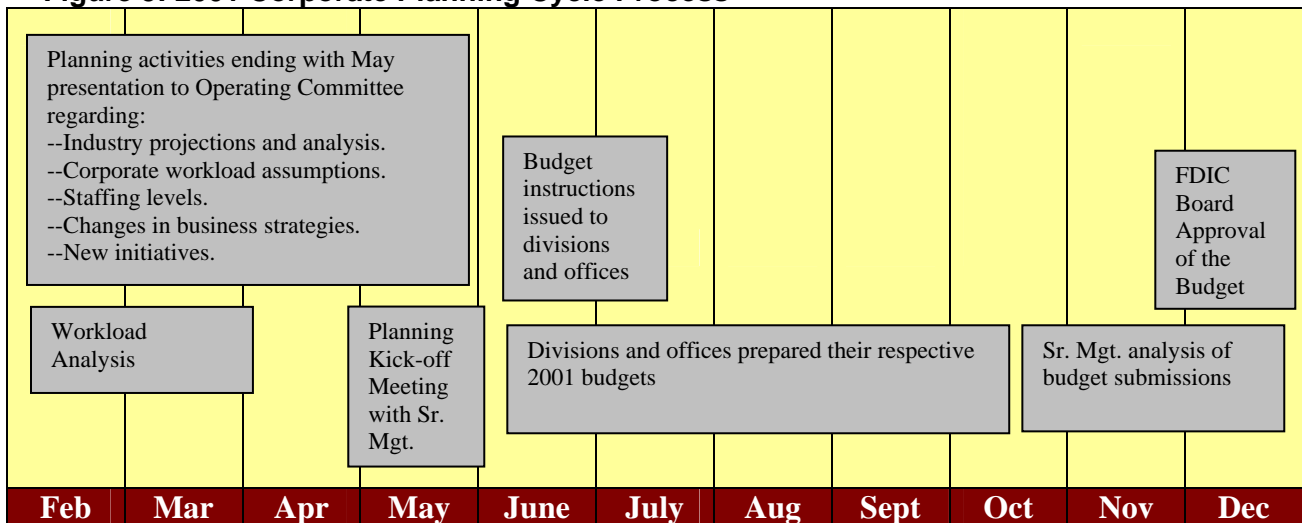 Figure 2001 Corporate Planning Cycle Process
Planning activities ending with May
presentation to Operating Committee
regarding:
--Industry projections and analysis.
--Corporate workload assumptions.
--Staffing levels.
--Changes in business strategies.
--New initiatives.
Budget
instructions
issued to
divisions
and offices
FDIC
Board
Approval
of the
Budget
Workload
Analysis
Planning
Kick-off
Meeting
with Sr.
Mgt.
Divisions and offices prepared their respective
2001 budgets
Sr. Mgt. analysis of
budget submissions
Feb Mar Apr May June July Aug Sept Oct Nov Dec